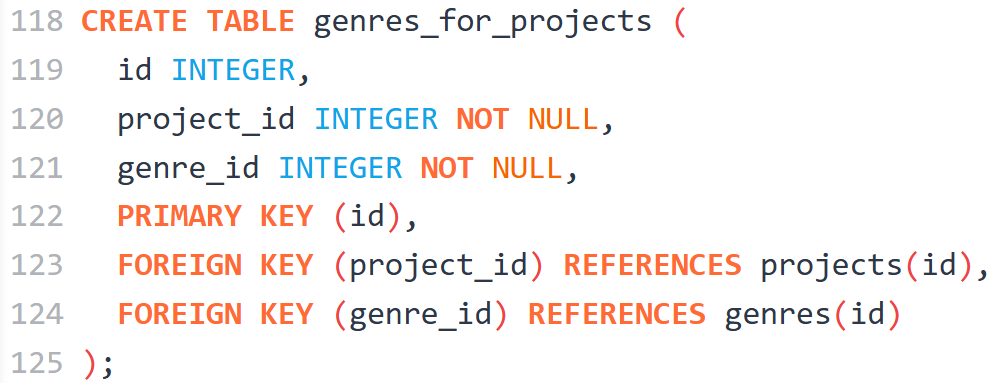 118 CREATE TABLE genres_for_projects (
119   id INTEGER,
120   project_id INTEGER NOT NULL,
121   genre_id INTEGER NOT NULL,
122   PRIMARY KEY (id),
123   FOREIGN KEY (project_id) REFERENCES projects(id),
124   FOREIGN KEY (genre_id) REFERENCES genres(id)
125 );